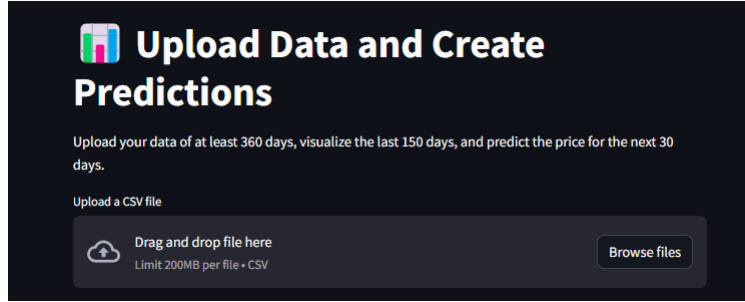 Upload Data and Create
Predictions
Upload your data of at least 360 days, visualize the last 150 days, and predict the price for the next 30
days.
Upload a CSV file
Drag and drop file here
Limit 200MB per file • CSV
Browse files